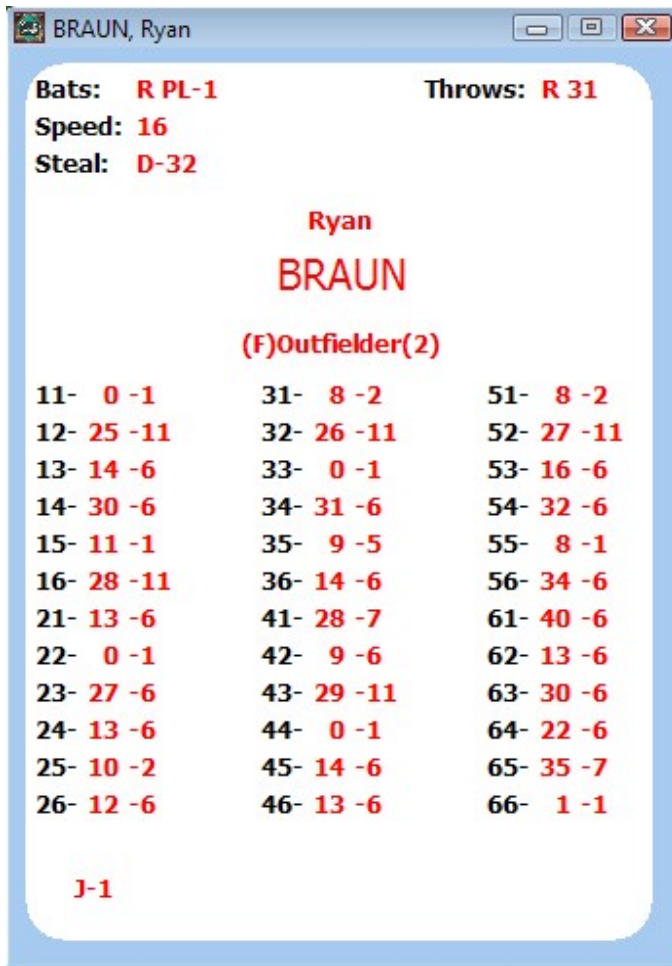 BRAUN, Ryan
Bats: R PL-1 Throws: R 31
Speed: 16
Steal: D-32
Ryan
BRAUN
(F)Outfielder(2)
11- 0 -1 31- 8 -2 51- 8 -2
12- 25 -11 32- 26 -11 52- 27 -11
13- 14 -6 33- 0 -1 53- 16 -6
14- 30 -6 34- 31 -6 54- 32 -6
15- 11 -1 35- 9 -5 55- 8 -1
16- 28 -11 36- 14 -6 56- 34 -6
21- 13 -6 41- 28 -7 61- 40 -6
22- 0 -1 42- 9 -6 62- 13 -6
23- 27 -6 43- 29 -11 63- 30 -6
24- 13 -6 44- 0 -1 64- 22 -6
25- 10 -2 45- 14 -6 65- 35 -7
26- 12 -6 46- 13 -6 66- 1 -1
J-1